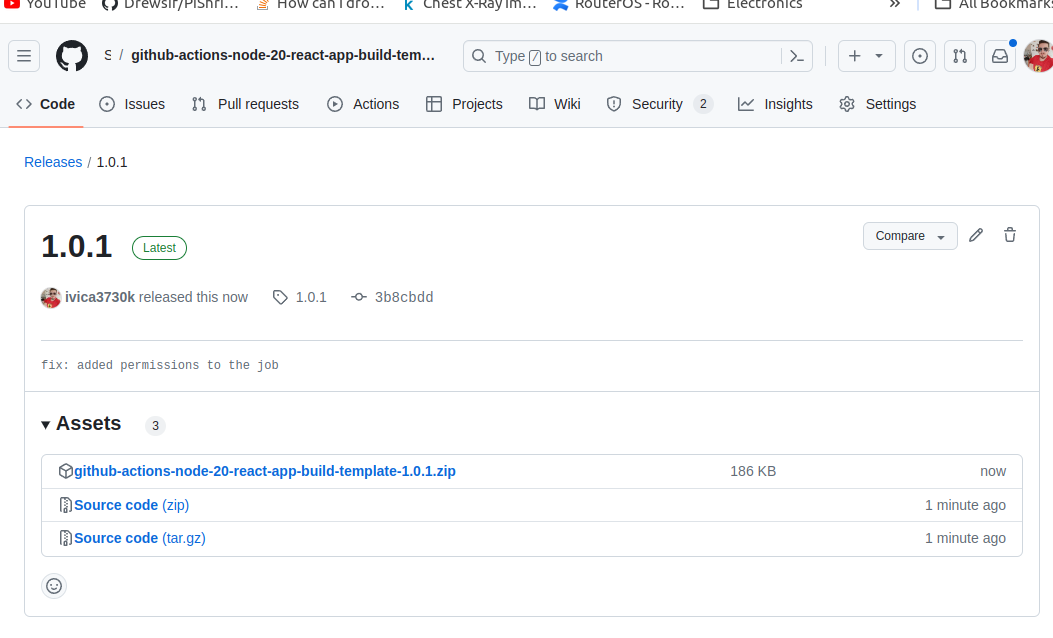 YouTube Drewsif/PiShri... How can I dro... Chest X-Ray Im... RouterOS - Ro... Electronics » All Bookmarks
S / github-actions-node-20-react-app-build-tem... Type / to search
Code Issues Pull requests Actions Projects Wiki Security 2 Insights Settings
Releases / 1.0.1
1.0.1 Latest Compare
ivica3730k released this now 1.0.1 3b8cbdd
fix: added permissions to the job
Assets 3
github-actions-node-20-react-app-build-template-1.0.1.zip 186 KB now
Source code (zip) 1 minute ago
Source code (tar.gz) 1 minute ago